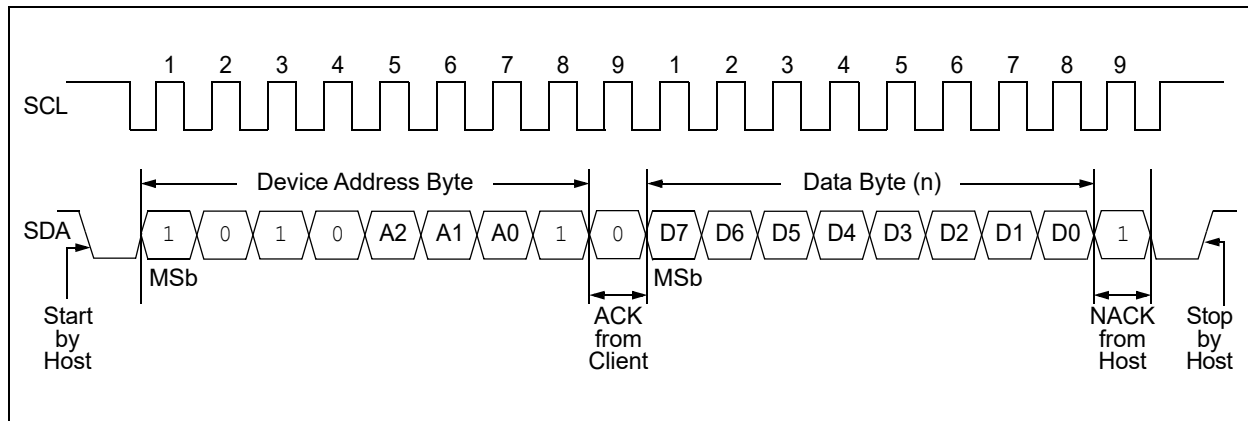 1 2 3 4 5 6 7 8 9 1 2 3 4 5 6 7 8 9
SCL
Device Address Byte Data Byte (n)
SDA 1 0 1 0 A2 A1 A0 1 0 D7 D6 D5 D4 D3 D2 D1 D0 1
MSb MSb
Start by Host
ACK from Client
NACK from Host
Stop by Host